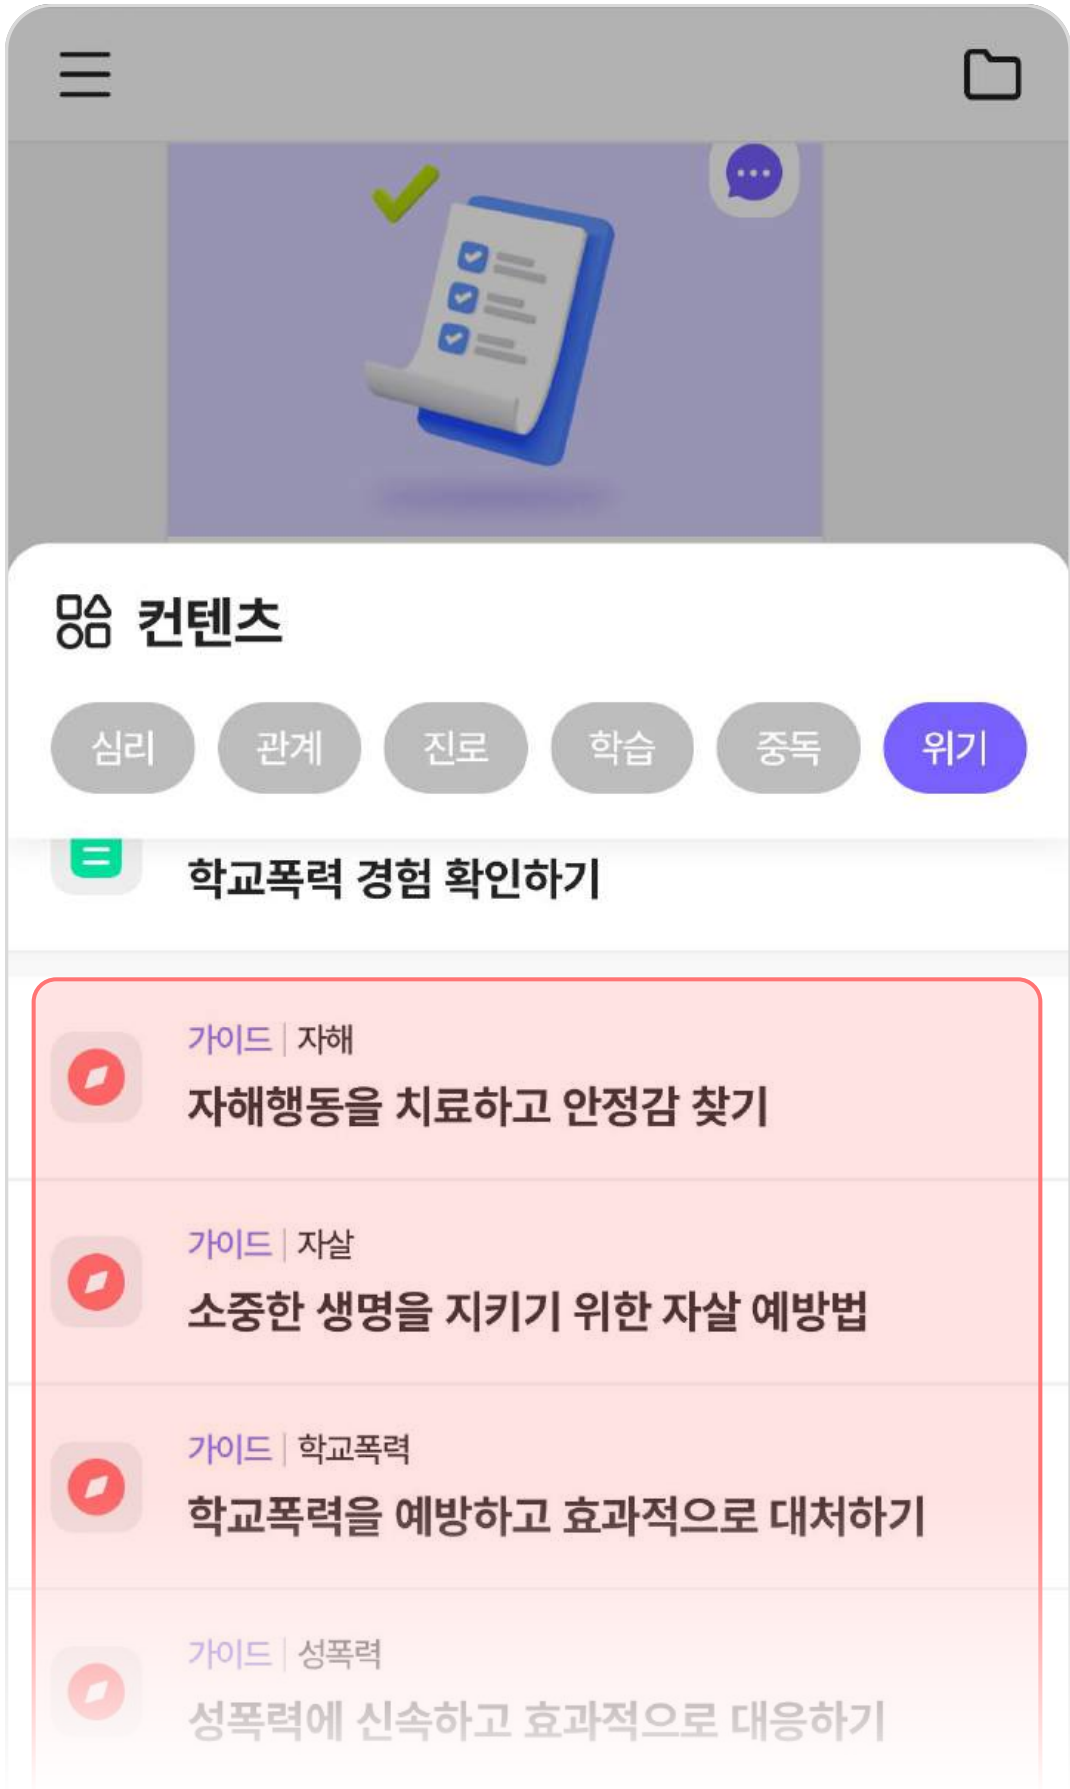 컨텐츠
심리 관계 진로 학습 중독 위기
학교폭력 경험 확인하기
가이드 | 자해
자해행동을 치료하고 안정감 찾기
가이드 | 자살
소중한 생명을 지키기 위한 자살 예방법
가이드 | 학교폭력
학교폭력을 예방하고 효과적으로 대처하기
가이드 | 성폭력
성폭력에 신속하고 효과적으로 대응하기